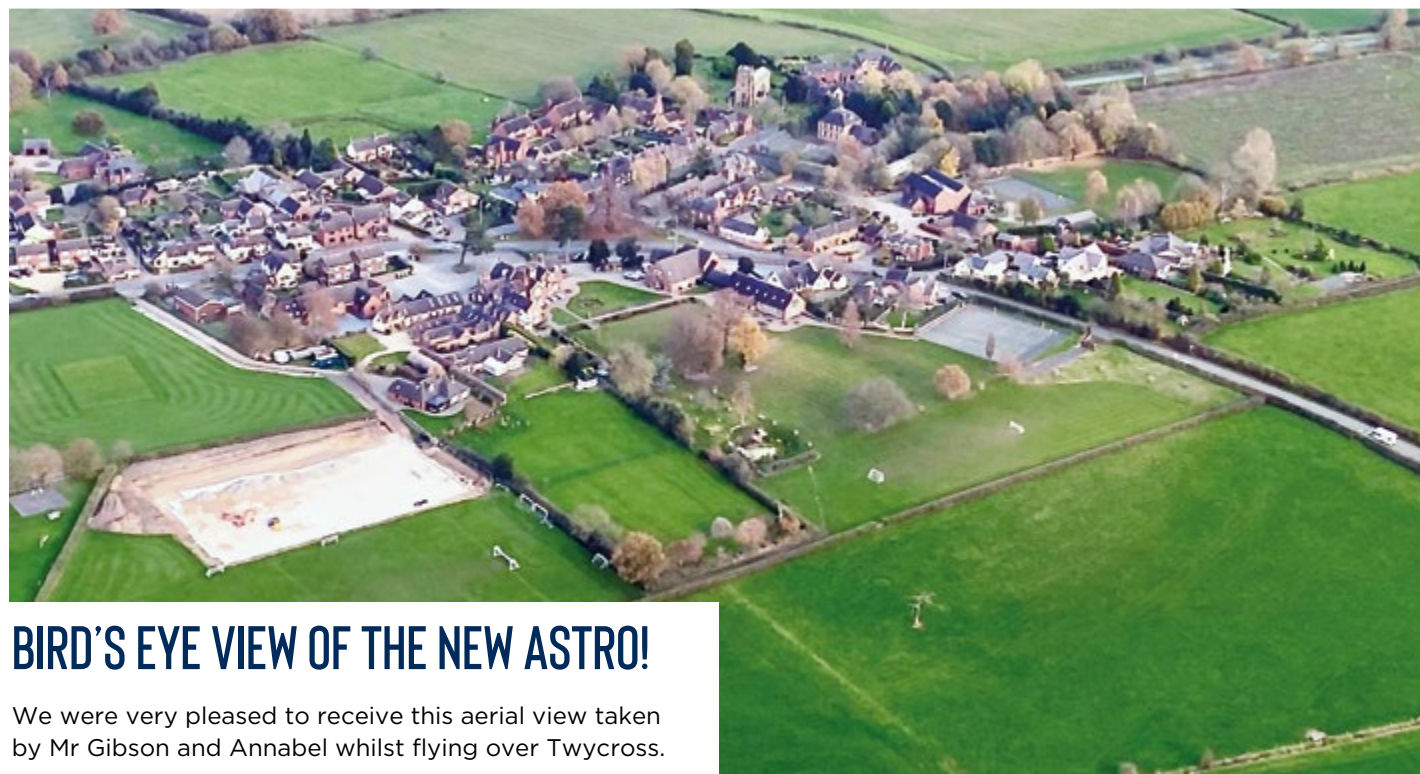 BIRD'S EYE VIEW OF THE NEW ASTRO!
We were very pleased to receive this aerial view taken
by Mr Gibson and Annabel whilst flying over Twycross.